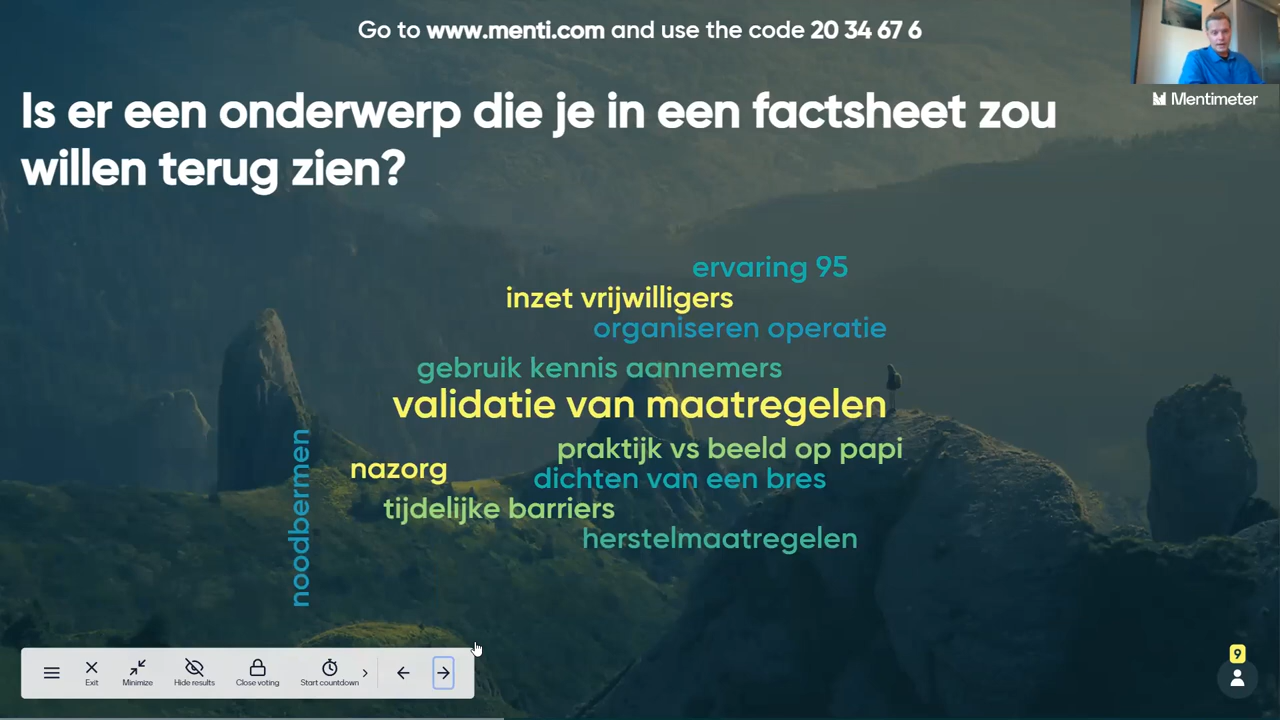 Go to www.menti.com and use the code 20 34 67 6
Mentimeter
Is er een onderwerp die je in een factsheet zou
willen terug zien?
ervaring 95
inzet vrijwilligers
organiseren operatie
gebruik kennis aannemers
validatie van maatregelen
praktijk vs beeld op papi
nazorg
dichten van een bres
tijdelijke barriers
herstelmaatregelen
noodbermen
Exit
Minimize
Hide results
Close voting
Start countdown
9